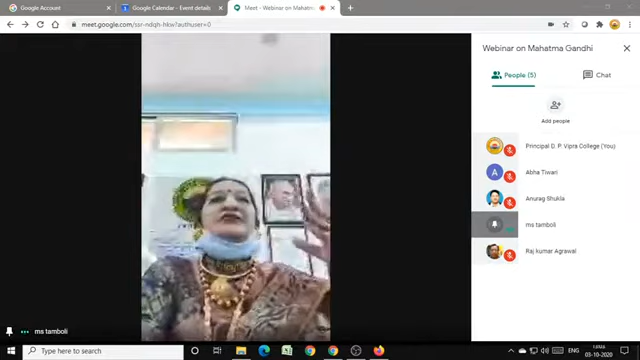 Google Account
Google Calendar - Event details
Meet - Webinar on Mahatma
meet.google.com/ssr-ndqh-hkw?authuser=0
Webinar on Mahatma Gandhi
People (5)
Chat
Add people
Principal D. P. Vipra College (You)
Abha Tiwari
Anurag Shukla
ms tamboli
Raj kumar Agrawal
ms tamboli
Type here to search
ENG
13:03
03-10-2020